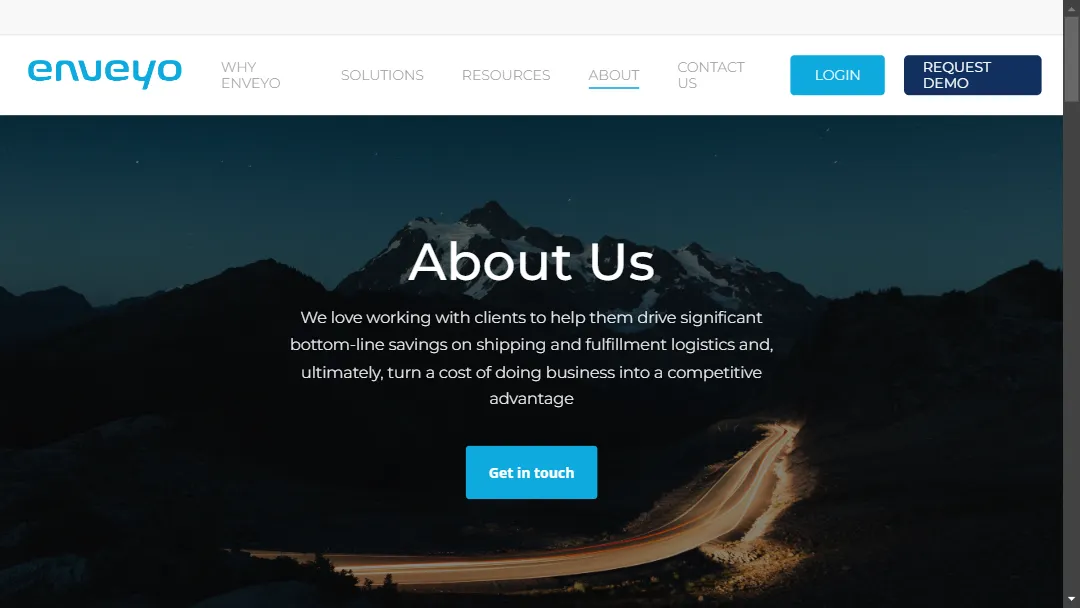 enveyo
WHY
ENVEYO
SOLUTIONS
RESOURCES
ABOUT
CONTACT
US
LOGIN
REQUEST
DEMO
About Us
We love working with clients to help them drive significant
bottom-line savings on shipping and fulfillment logistics and,
ultimately, turn a cost of doing business into a competitive
advantage
Get in touch